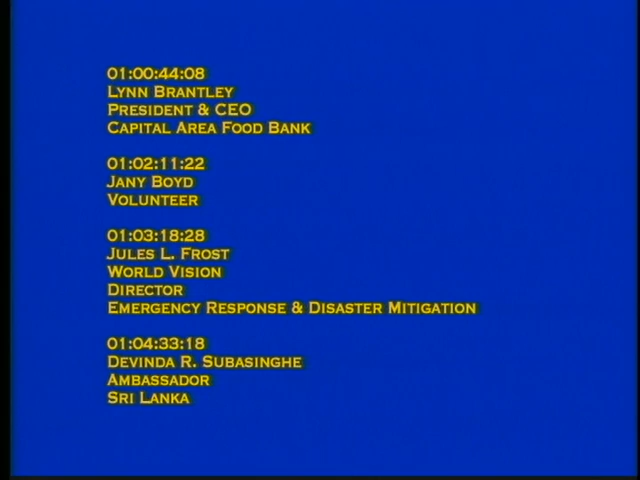 01:00:44:08
Lynn Brantley
President & CEO
Capital Area Food Bank
01:02:11:22
Jany Boyd
Volunteer
01:03:18:28
Jules L. Frost
World Vision
Director
Emergency Response & Disaster Mitigation
01:04:33:18
Devinda R. Subasinghe
Ambassador
Sri Lanka